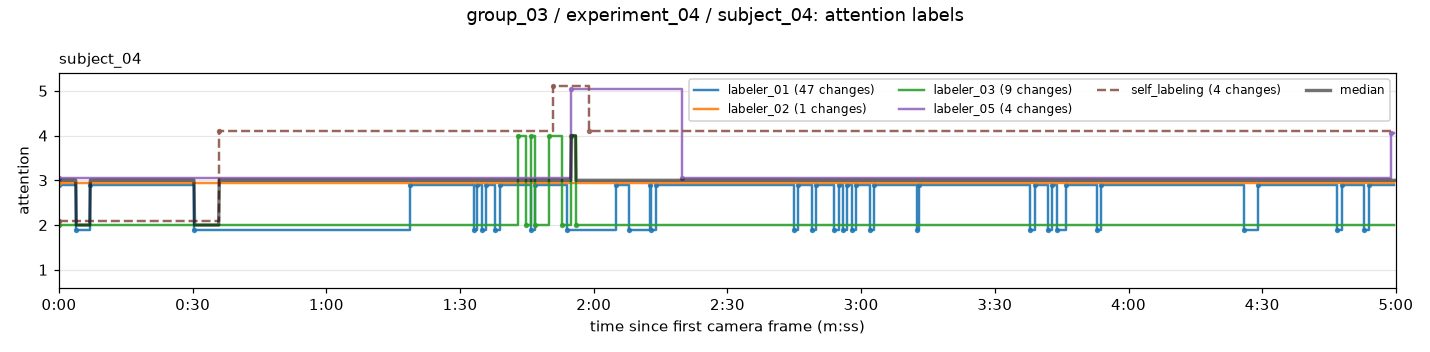 group_03 / experiment_04 / subject_04: attention labels
subject_04
labeler_01 (47 changes)
labeler_02 (1 changes)
labeler_03 (9 changes)
labeler_05 (4 changes)
self_labeling (4 changes)
median
attention
5
4
3
2
1
0:00 0:30 1:00 1:30 2:00 2:30 3:00 3:30 4:00 4:30 5:00
time since first camera frame (m:ss)